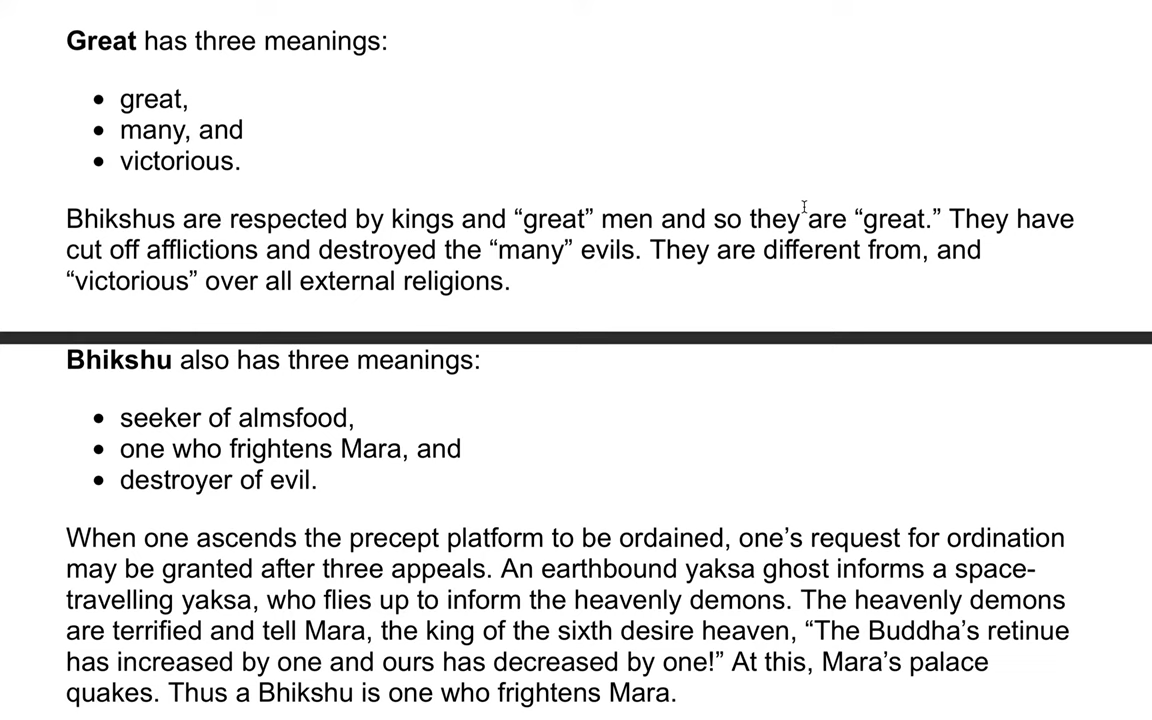 Great has three meanings:
• great,
• many, and
• victorious.
Bhikshus are respected by kings and “great” men and so they are “great.” They have
cut off afflictions and destroyed the “many” evils. They are different from, and
“victorious” over all external religions.
Bhikshu also has three meanings:
• seeker of almsfood,
• one who frightens Mara, and
• destroyer of evil.
When one ascends the precept platform to be ordained, one’s request for ordination
may be granted after three appeals. An earthbound yaksa ghost informs a space-
travelling yaksa, who flies up to inform the heavenly demons. The heavenly demons
are terrified and tell Mara, the king of the sixth desire heaven, “The Buddha’s retinue
has increased by one and ours has decreased by one!” At this, Mara’s palace
quakes. Thus a Bhikshu is one who frightens Mara.